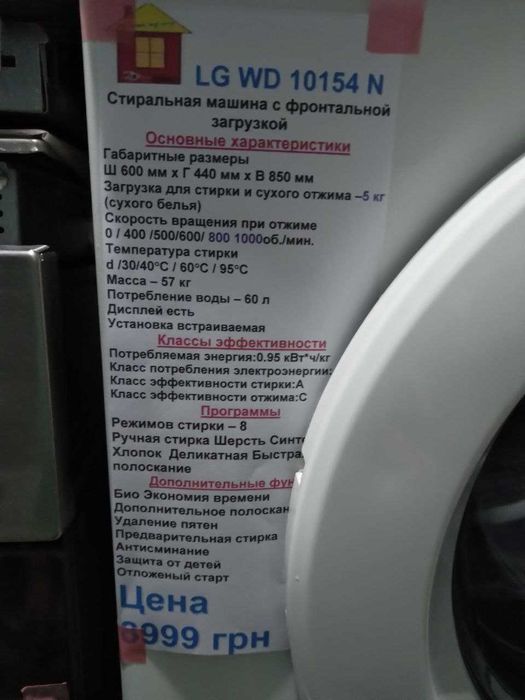 LG WD 10154 N
Стиральная машина с фронтальной
загрузкой
Основные характеристики
Габаритные размеры
Ш 600 мм х Г 440 мм х В 850 мм
Загрузка для стирки и сухого отжима –5 кг
(сухого белья)
Скорость вращения при отжиме
0 / 400 /500/600/ 800 1000об./мин.
Температура стирки
d /30/40°C / 60°C / 95°C
Масса – 57 кг
Потребление воды – 60 л
Дисплей есть
Установка встраиваемая
Классы эффективности
Потребляемая энергия:0.95 кВт*ч/кг
Класс потребления электроэнергии:
Класс эффективности стирки:А
Класс эффективности отжима:С
Программы
Режимов стирки – 8
Ручная стирка Шерсть
Хлопок Деликатная
полоскание
Дополнительные
Био Экономия времени
Дополнительное
Удаление пятен
Предварительная стирка
Антисминание
Защита от детей
Отложеный старт
Цена
6999 грн